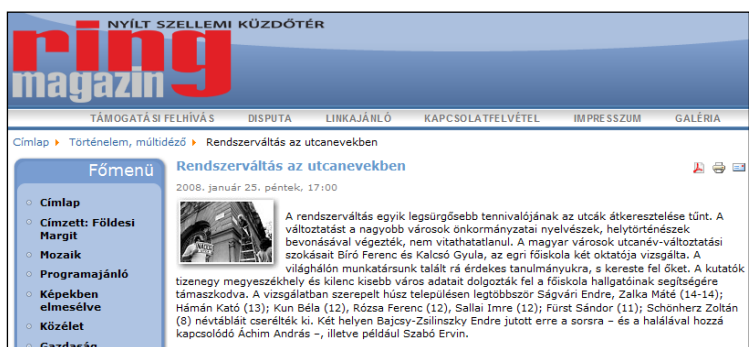 NYÍLT SZELLEMI KÜZDŐTÉR
ring
magazin
TÁMOGATÁSI FELHÍVÁS DISPUTA LINKAJÁNLÓ KAPCSOLATFELVÉTEL IMPRESSZUM GALÉRIA
Címlap Történelem, múltidéző Rendszerváltás az utcanevekben
Főmenü
Címlap
Címzett: Földesi
Margit
Mozaik
Programajánló
Képekben
elmesélve
Közélet
Gazdaság
Rendszerváltás az utcanevekben
2008. január 25. péntek, 17:00
A rendszerváltás egyik legsürgősebb tennivalójának az utcák átkeresztelése tűnt. A
változtatást a nagyobb városok önkormányzatai nyelvészek, helytörténészek
bevonásával végezték, nem vitathatatlanul. A magyar városok utcanév-változtatási
szokásait Bíró Ferenc és Kalcsó Gyula, az egri főiskola két oktatója vizsgálta. A
világhálón munkatársunk talált rá érdekes tanulmányukra, s kereste fel őket. A kutatók
tizenegy megyeszékhely és kilenc kisebb város adatait dolgozták fel a főiskola hallgatóinak segítségére
támaszkodva. A vizsgálatban szerepelt húsz településen legtöbbször Ságvári Endre, Zalka Máté (14-14);
Hámán Kató (13); Kun Béla (12), Rózsa Ferenc (12), Sallai Imre (12); Fürst Sándor (11); Schönherz Zoltán
(8) névtábláit cserélték ki. Két helyen Bajcsy-Zsilinszky Endre jutott erre a sorsra – és a halálával hozzá
kapcsolódó Áchim András –, illetve például Szabó Ervin.